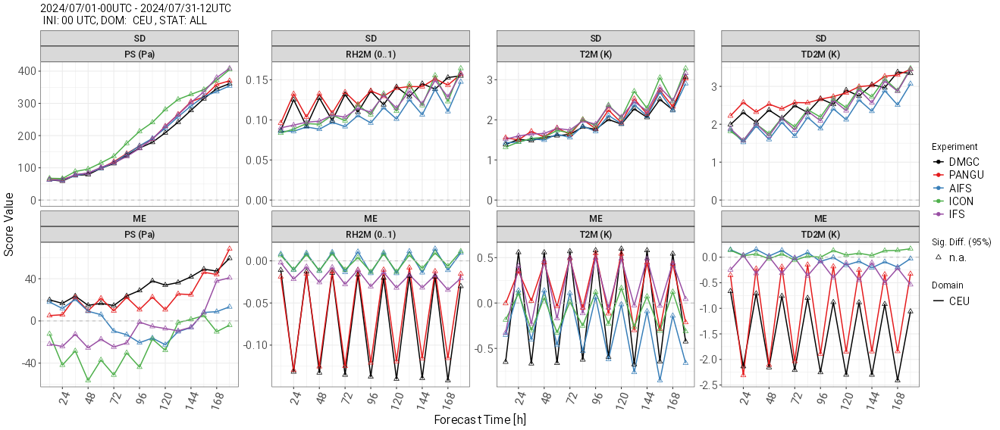 2024/07/01-00UTC - 2024/07/31-12UTC
INI: 00 UTC, DOM: CEU , STAT: ALL
SD SD SD SD
PS (Pa) RH2M (0..1) T2M (K) TD2M (K)
400
300
200
100
0
0.15
0.10
0.05
0.00
3
2
1
0
3
2
1
0
ME ME ME ME
PS (Pa) RH2M (0..1) T2M (K) TD2M (K)
40
0
-40
0.00
-0.05
-0.10
0.5
0.0
-0.5
0.0
-0.5
-1.0
-1.5
-2.0
-2.5
24 48 72 96 120 144 168
24 48 72 96 120 144 168
24 48 72 96 120 144 168
24 48 72 96 120 144 168
Score Value
Forecast Time [h]
Experiment
DMGC
PANGU
AIFS
ICON
IFS
Sig. Diff. (95%)
n.a.
Domain
CEU